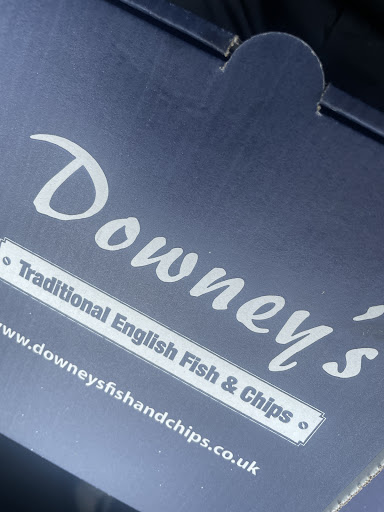 Downey's
Traditional English Fish & Chips
www.downeysfishandchips.co.uk